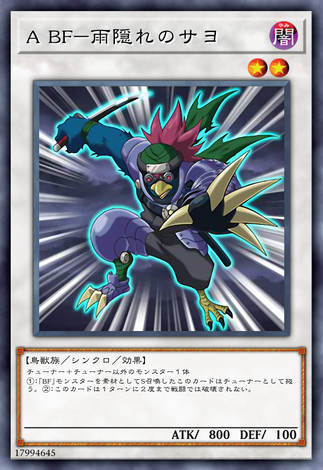 A BF－雨隠れのサヨ
やみ
闇
【鳥獣族／シンクロ／効果】
チューナー＋チューナー以外のモンスター１体
①：｢BF｣モンスターを素材としてS召喚したこのカードはチューナーとして扱
う。②：このカードは１ターンに２度まで戦闘では破壊されない。
ATK/ 800 DEF/ 100
17994645